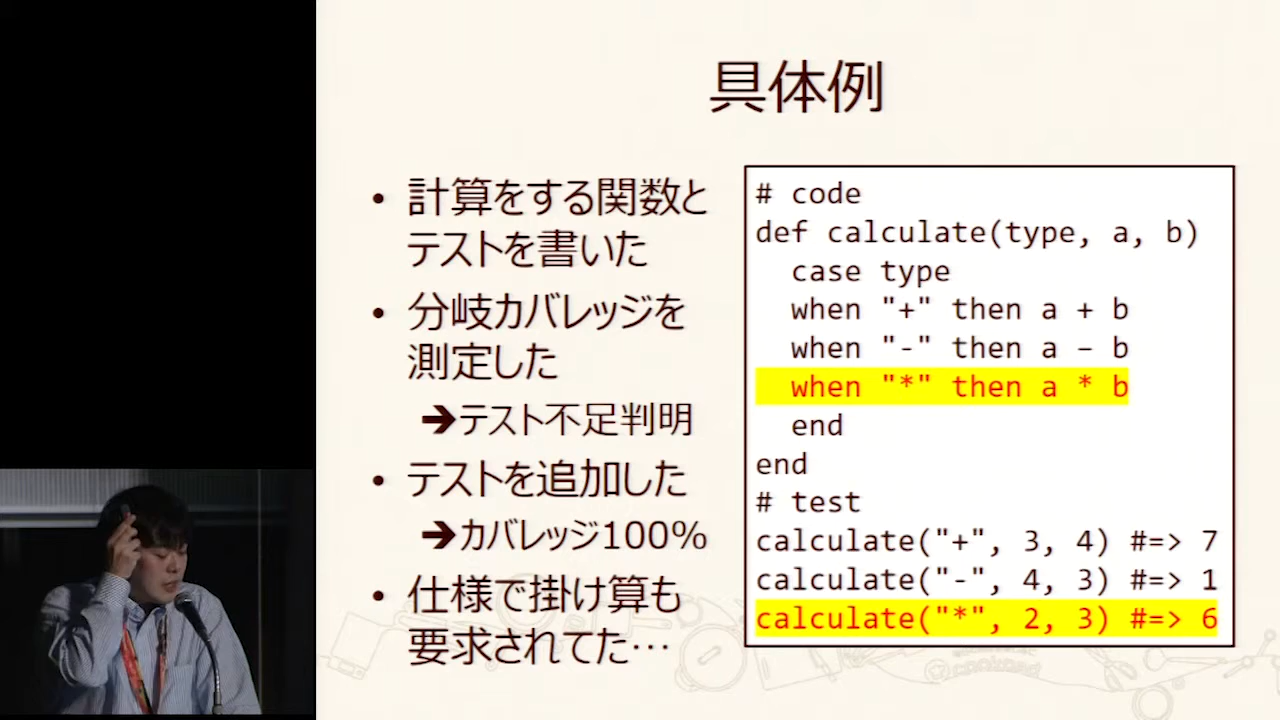 具体例
• 計算をする関数と
テストを書いた
• 分岐カバレッジを
測定した
➔テスト不足判明
• テストを追加した
➔カバレッジ100%
• 仕様で掛け算も
要求されてた…
# code
def calculate(type, a, b)
  case type
  when "+" then a + b
  when "-" then a – b
  when "*" then a * b
  end
end
# test
calculate("+", 3, 4) #=> 7
calculate("-", 4, 3) #=> 1
calculate("*", 2, 3) #=> 6
cookpad